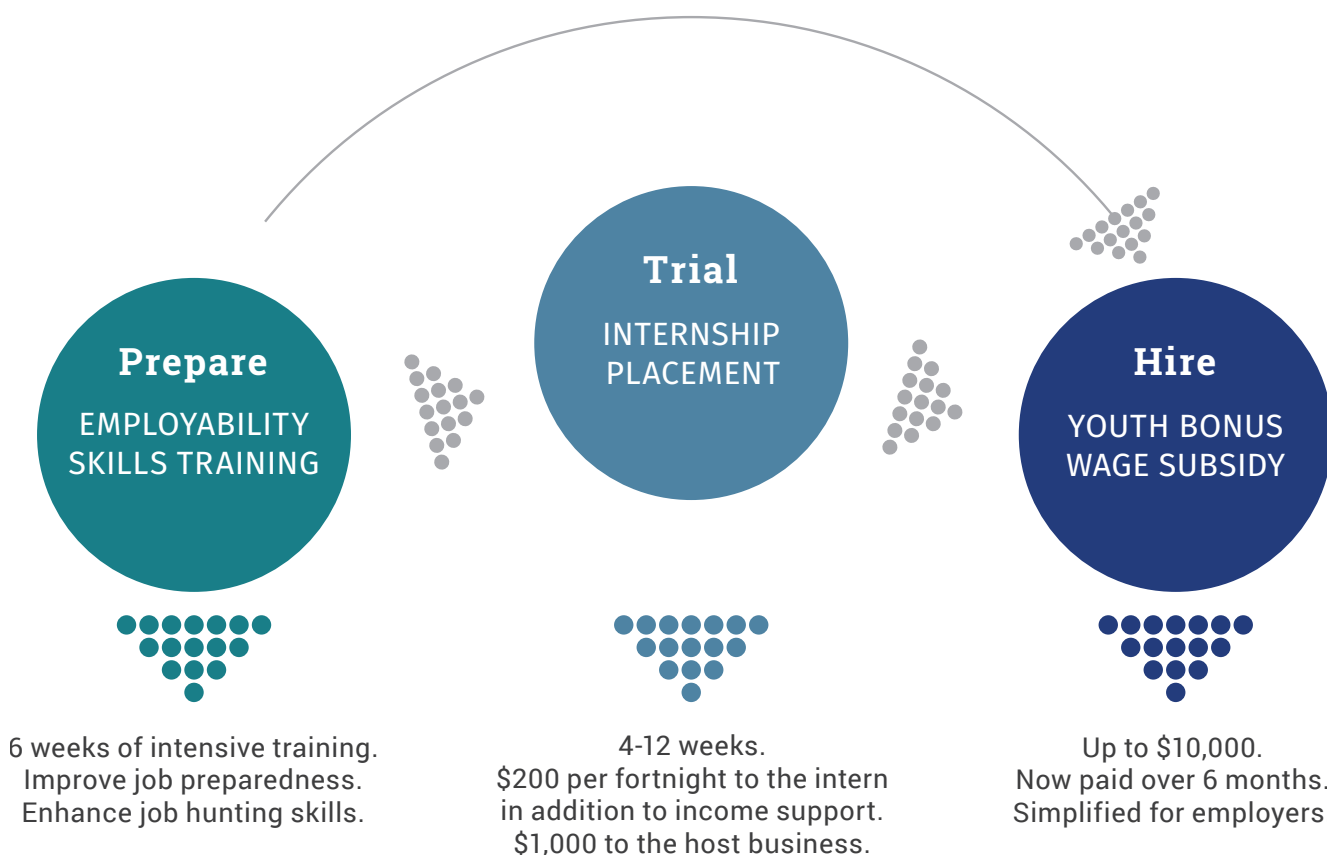 Prepare
EMPLOYABILITY
SKILLS TRAINING
6 weeks of intensive training.
Improve job preparedness.
Enhance job hunting skills.
Trial
INTERNSHIP
PLACEMENT
4-12 weeks.
$200 per fortnight to the intern
in addition to income support.
$1,000 to the host business.
Hire
YOUTH BONUS
WAGE SUBSIDY
Up to $10,000.
Now paid over 6 months.
Simplified for employers